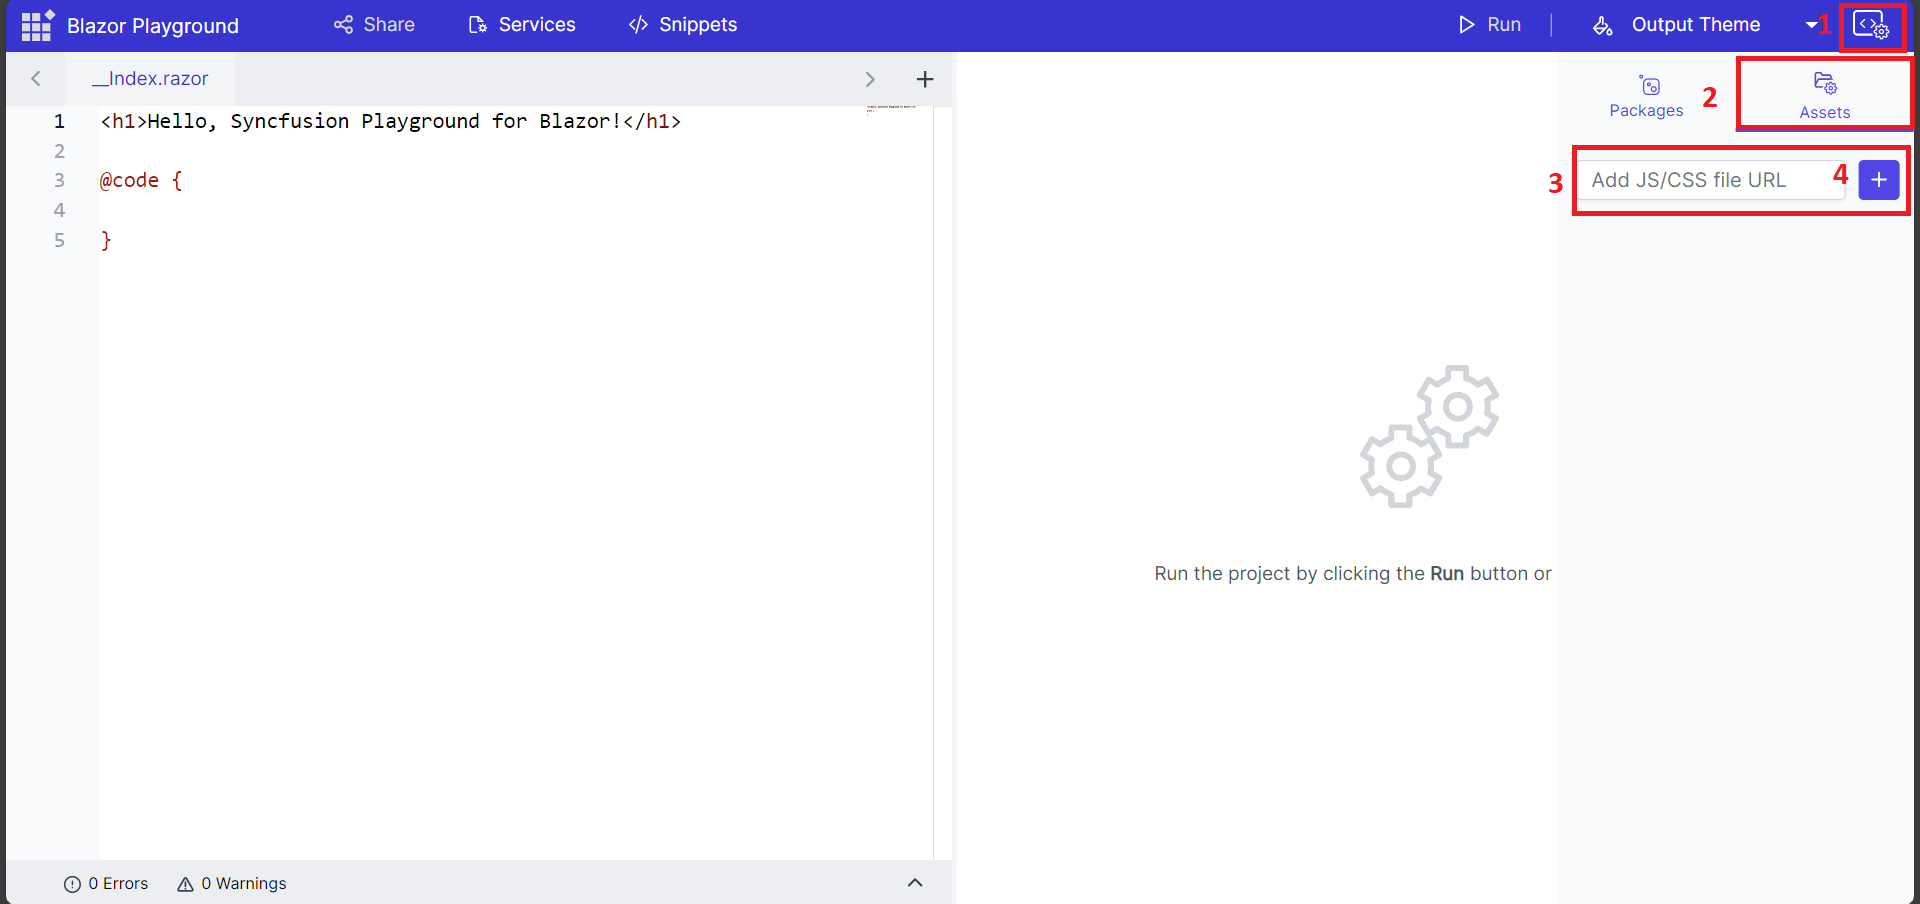 Blazor Playground Share Services Snippets Run Output Theme 1
__Index.razor
1 <h1>Hello, Syncfusion Playground for Blazor!</h1>
2
3 @code {
4
5 }
0 Errors 0 Warnings
Run the project by clicking the Run button or
Packages 2 Assets
3 Add JS/CSS file URL 4